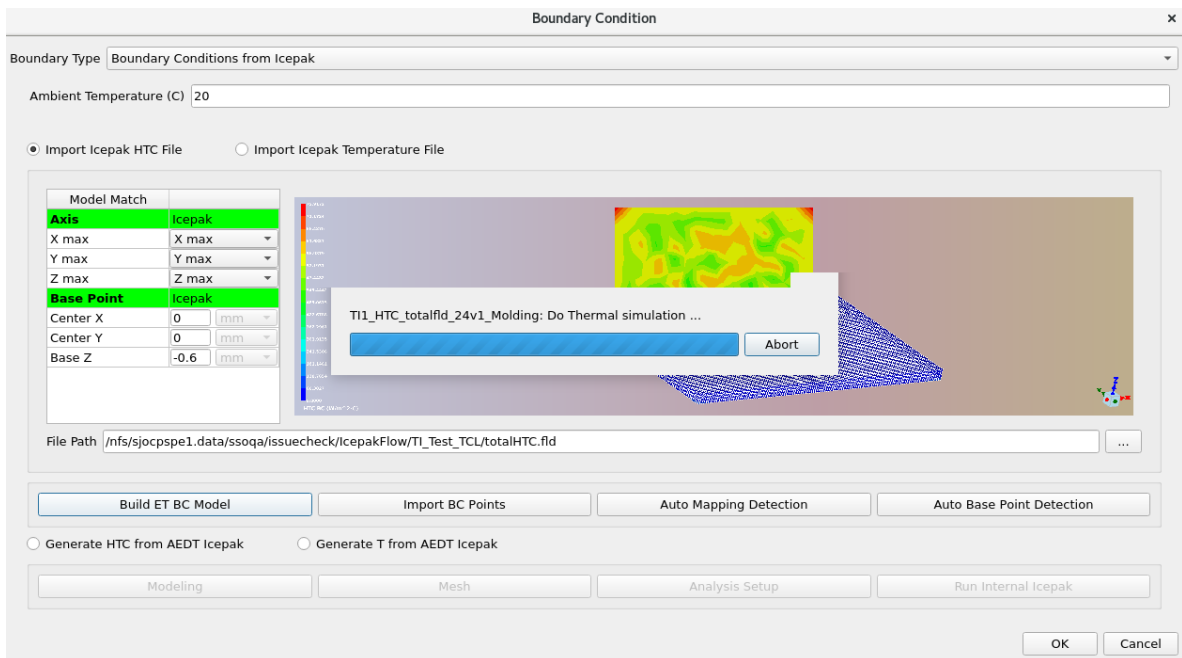 Boundary Condition
Boundary Type Boundary Conditions from Icepak
Ambient Temperature (C) 20
Import Icepak HTC File Import Icepak Temperature File
Model Match
Axis Icepak
X max X max
Y max Y max
Z max Z max
Base Point Icepak
Center X 0 mm
Center Y 0 mm
Base Z -0.6 mm
TI1_HTC_totalfld_24v1_Molding: Do Thermal simulation ...
Abort
File Path /nfs/sjocpspe1.data/ssoqa/issuecheck/IcepakFlow/TI_Test_TCL/totalHTC.fld ...
Build ET BC Model Import BC Points Auto Mapping Detection Auto Base Point Detection
Generate HTC from AEDT Icepak Generate T from AEDT Icepak
Modeling Mesh Analysis Setup Run Internal Icepak
OK Cancel